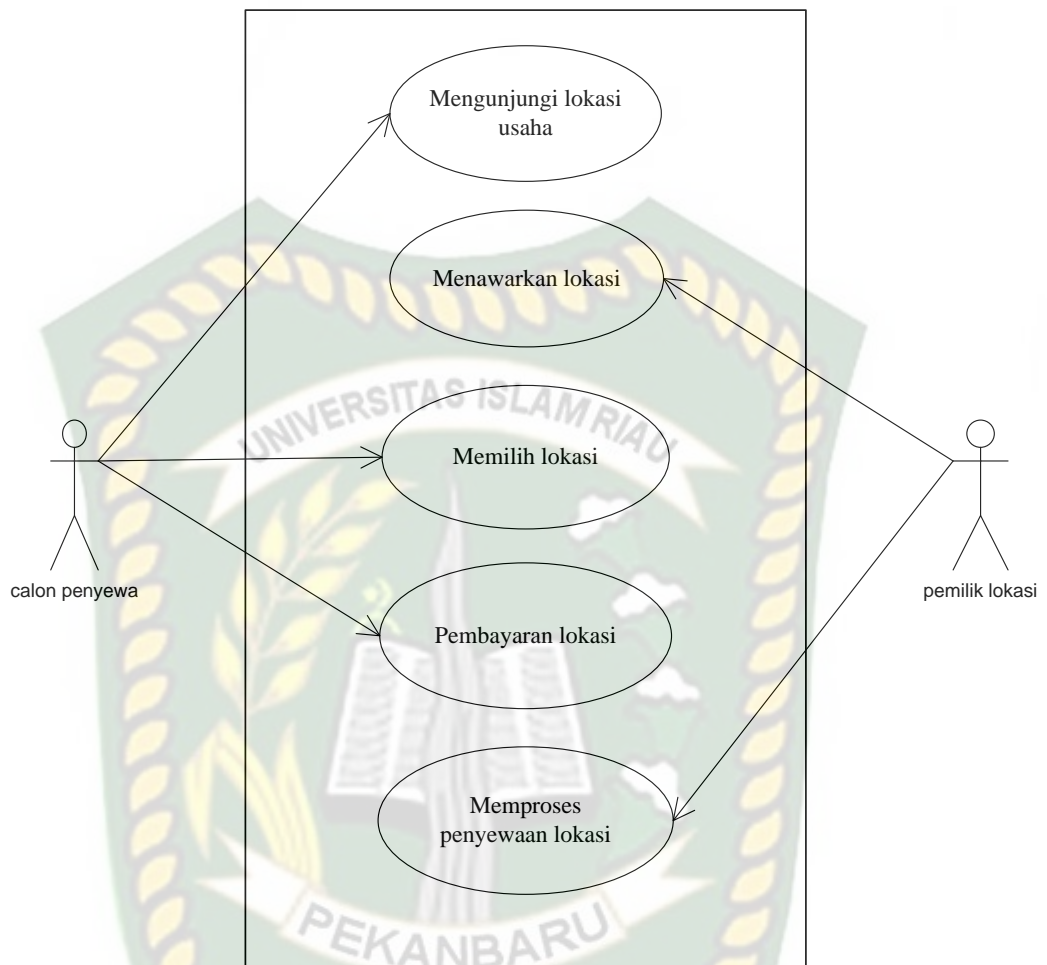 Mengunjungi lokasi
usaha
Menawarkan lokasi
UNIVERSITAS ISLAM RIAU
Memilih lokasi
calon penyewa
pemilik lokasi
Pembayaran lokasi
Memproses
penyewaan lokasi
PEKANBARU